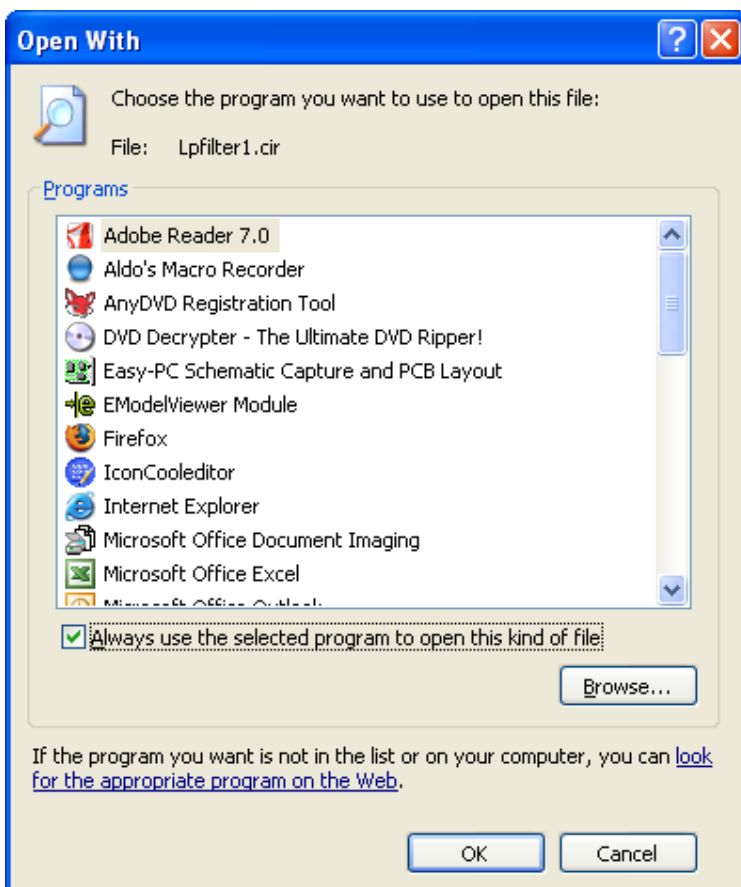 Open With
Choose the program you want to use to open this file:
File: Lpfilter1.cir
Programs
Adobe Reader 7.0
Aldo's Macro Recorder
AnyDVD Registration Tool
DVD Decrypter - The Ultimate DVD Ripper!
Easy-PC Schematic Capture and PCB Layout
EModelViewer Module
Firefox
IconCooleditor
Internet Explorer
Microsoft Office Document Imaging
Microsoft Office Excel
Microsoft Office Outlook
Always use the selected program to open this kind of file
Browse...
If the program you want is not in the list or on your computer, you can look
for the appropriate program on the Web.
OK
Cancel